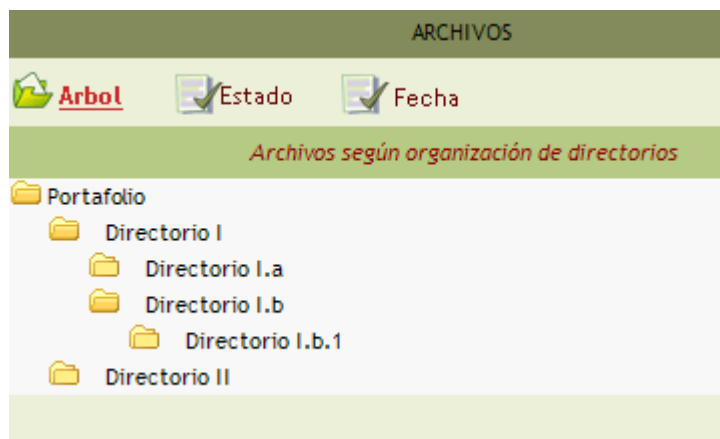 ARCHIVOS
Arbol Estado Fecha
Archivos según organización de directorios
Portafolio
Directorio I
Directorio I.a
Directorio I.b
Directorio I.b.1
Directorio II